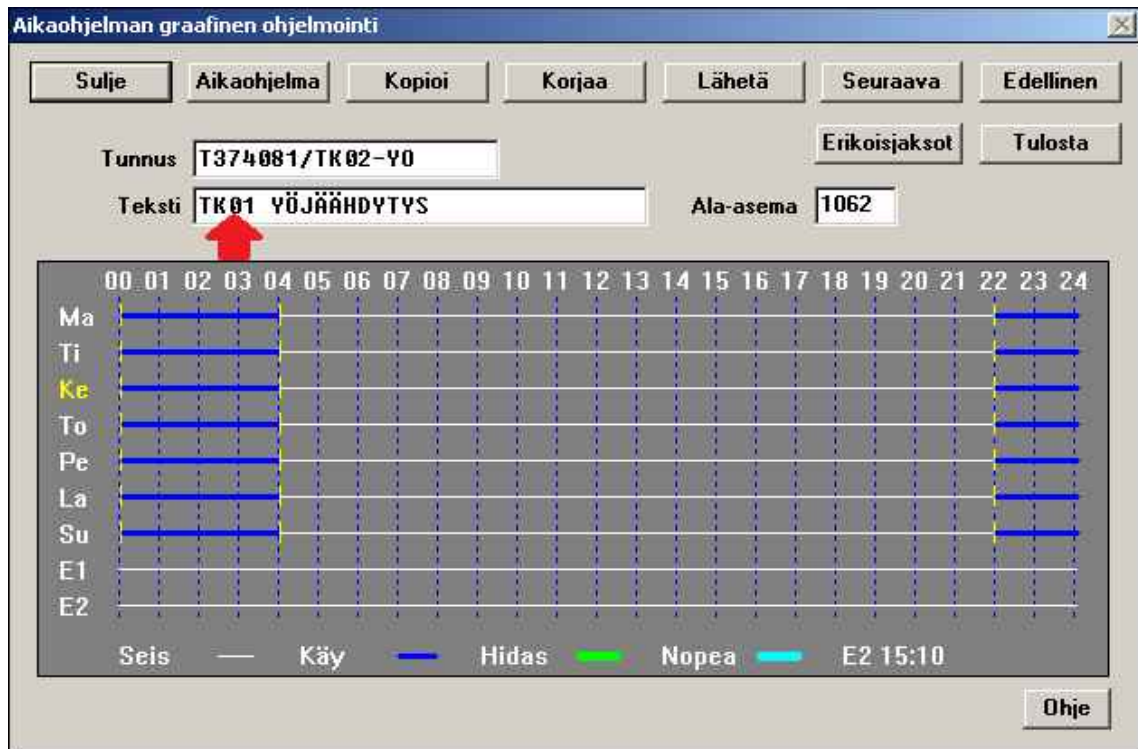 Aikaohjelman graafinen ohjelmointi
Sulje Aikaohjelma Kopioi Korjaa Lähetä Seuraava Edellinen
Erikoisjaksot Tulosta
Tunnus T374081/TK02-YO
Teksti TK01 YÖJÄÄHDYTYS Ala-asema 1062
00 01 02 03 04 05 06 07 08 09 10 11 12 13 14 15 16 17 18 19 20 21 22 23 24
Ma
Ti
Ke
To
Pe
La
Su
E1
E2
Seis Käy Hidas Nopea E2 15:10
Ohje